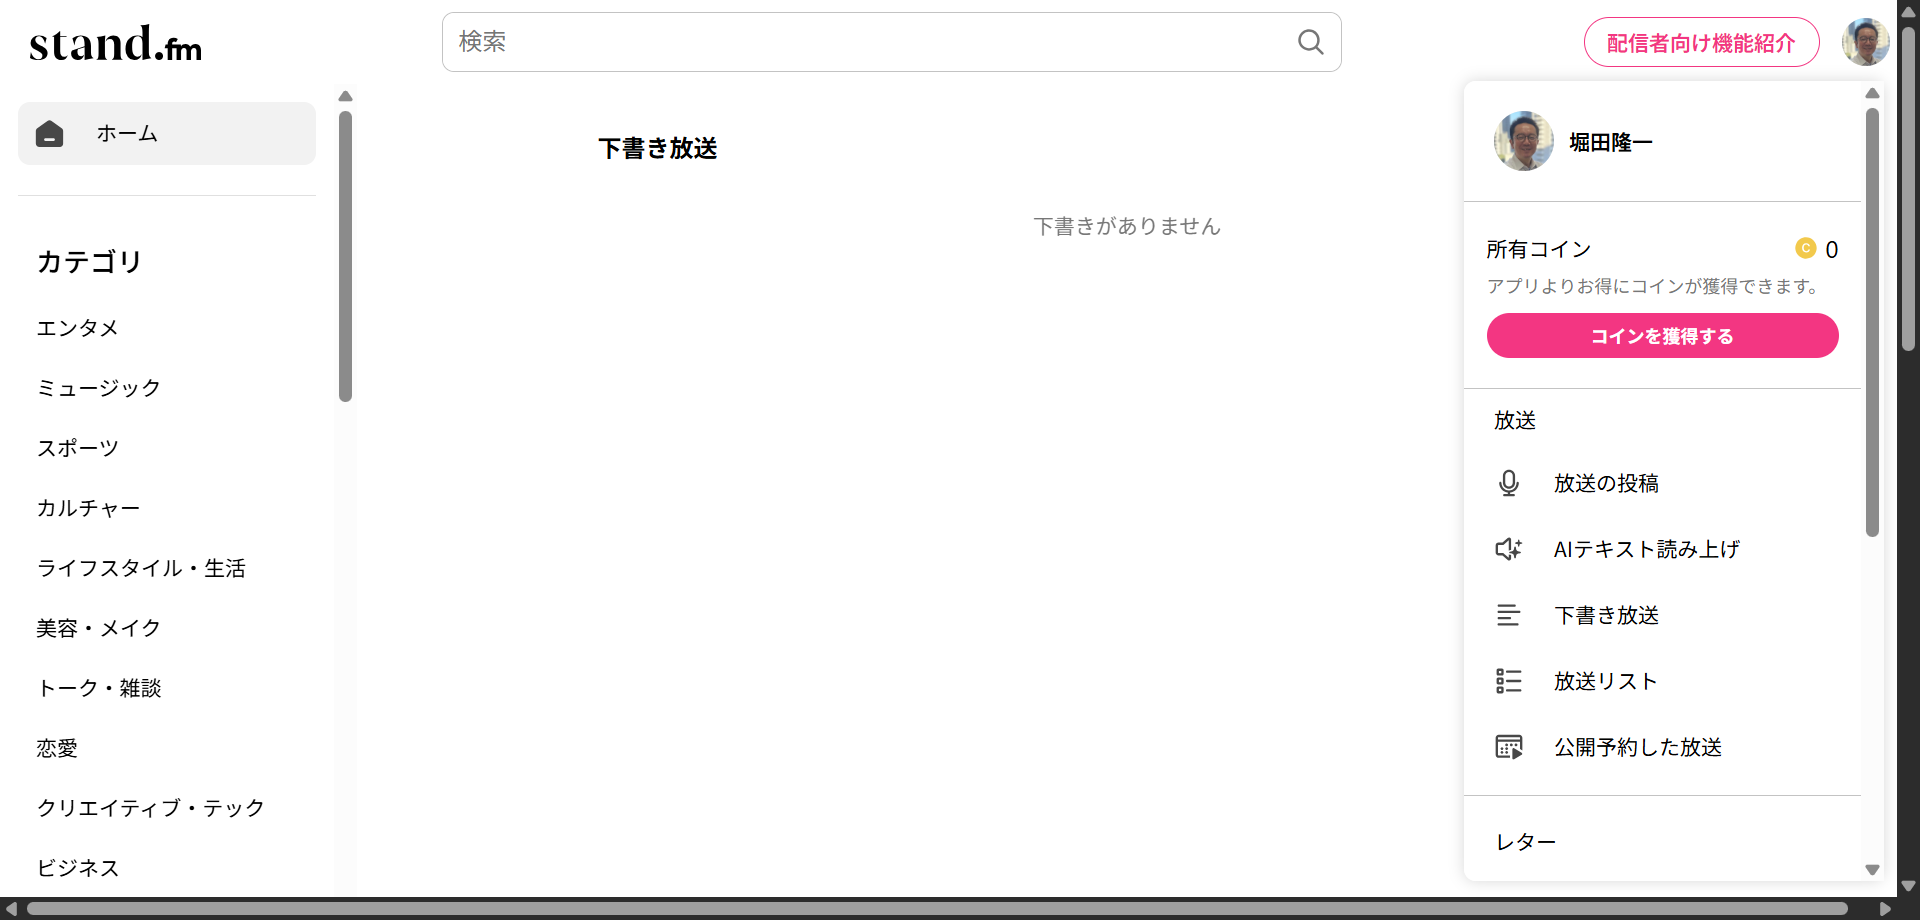 stand.fm
検索
配信者向け機能紹介
ホーム
カテゴリ
エンタメ
ミュージック
スポーツ
カルチャー
ライフスタイル・生活
美容・メイク
トーク・雑談
恋愛
クリエイティブ・テック
ビジネス
下書き放送
下書きがありません
堀田隆一
所有コイン
C 0
アプリよりお得にコインが獲得できます。
コインを獲得する
放送
放送の投稿
AIテキスト読み上げ
下書き放送
放送リスト
公開予約した放送
レター